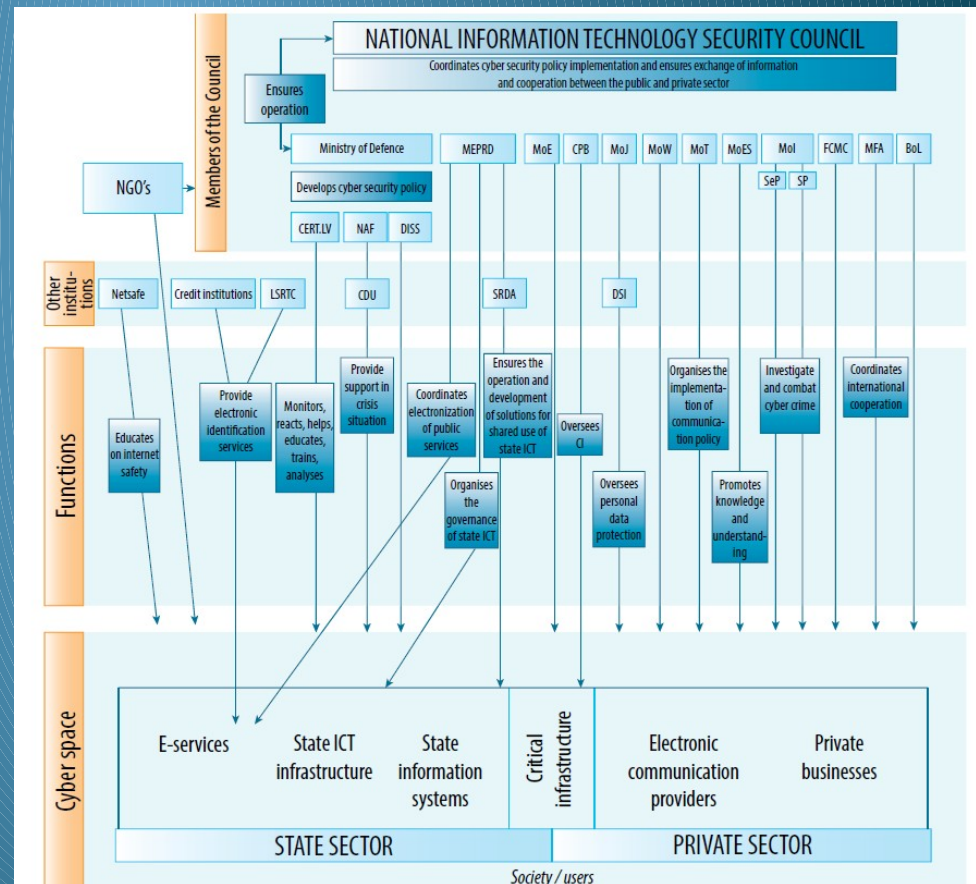 NATIONAL INFORMATION TECHNOLOGY SECURITY COUNCIL
Coordinates cyber security policy implementation and ensures exchange of information
and cooperation between the public and private sector
Members of the Council
Ensures
operation
Ministry of Defence
MEPRD
MoE
CPB
MoJ
MoW
MoT
MoES
MoI
FCMC
MFA
BoL
SeP
SP
NGO's
Develops cyber security policy
CERT.LV
NAF
DISS
Other
institu-
tions
Netsafe
Credit institutions
LSRTC
CDU
SRDA
DSI
Functions
Educates
on internet
safety
Provide
electronic
identification
services
Monitors,
reacts, helps,
educates,
trains,
analyses
Provide
support in
crisis
situation
Coordinates
electronization
of public
services
Organises
the
governance
of state ICT
Ensures the
operation and
development
of solutions for
shared use of
state ICT
Oversees
CI
Oversees
personal
data
protection
Organises the
implementa-
tion of
communica-
tion policy
Promotes
knowledge
and
understand-
ing
Investigate
and combat
cyber crime
Coordinates
international
cooperation
Cyber space
E-services
State ICT
infrastructure
State
information
systems
Critical
infrastructure
Electronic
communication
providers
Private
businesses
STATE SECTOR
PRIVATE SECTOR
Society / users